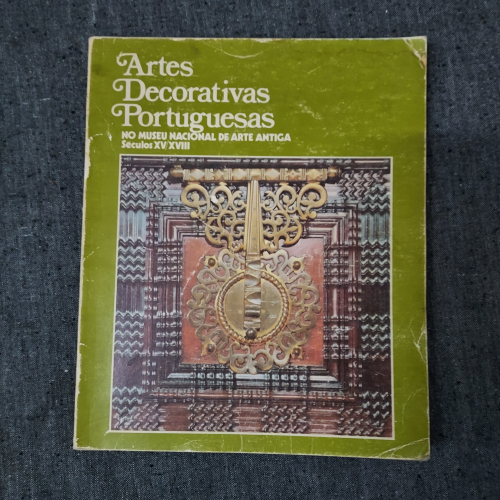 Artes
Decorativas
Portuguesas
NO MUSEU NACIONAL DE ARTE ANTIGA
Séculos XV/XVIII